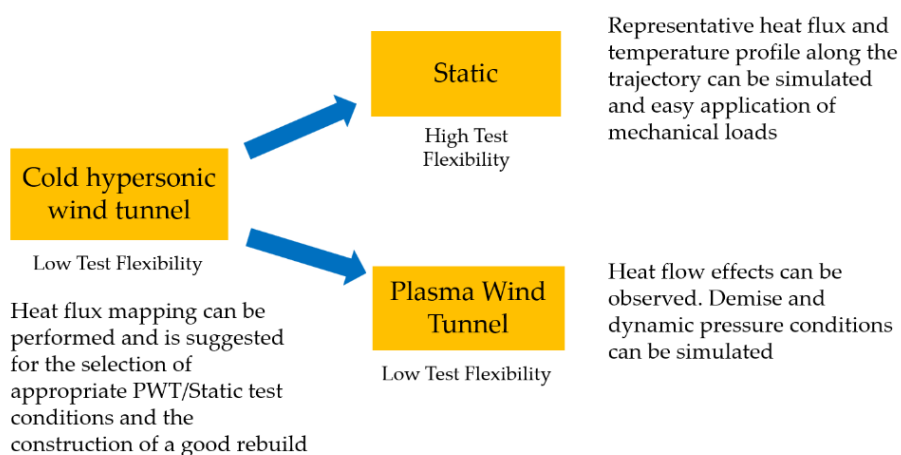 Static
High Test
Flexibility
Representative heat flux and
temperature profile along the
trajectory can be simulated
and easy application of
mechanical loads
Cold hypersonic
wind tunnel
Low Test Flexibility
Heat flux mapping can be
performed and is suggested
for the selection of
appropriate PWT/Static test
conditions and the
construction of a good rebuild
Plasma Wind
Tunnel
Low Test Flexibility
Heat flow effects can be
observed. Demise and
dynamic pressure conditions
can be simulated